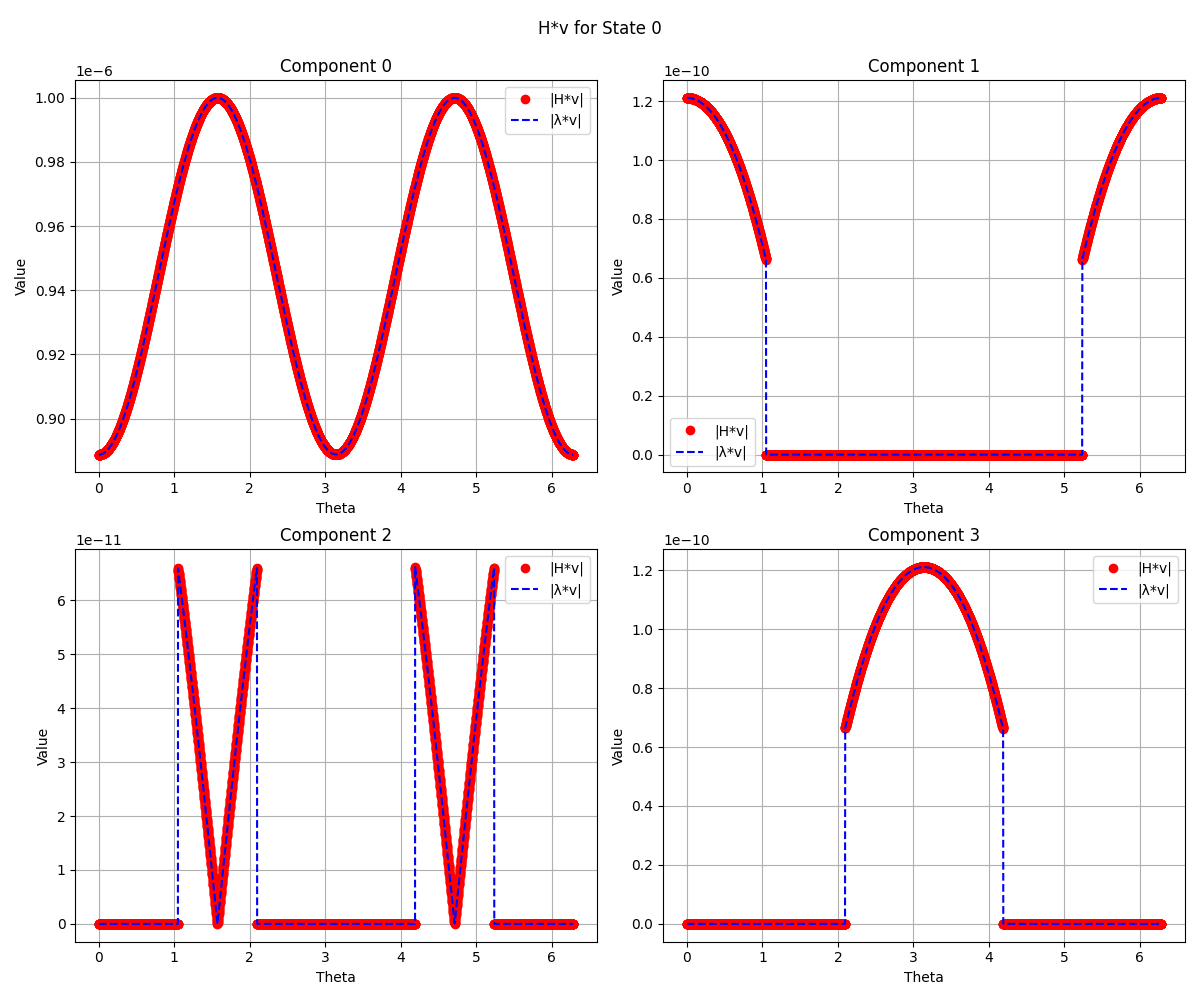 H*v for State 0
Component 0
1e−6
1.00
0.98
0.96
0.94
0.92
0.90
Value
0 1 2 3 4 5 6
Theta
|H*v|
|λ*v|
Component 1
1e−10
1.2
1.0
0.8
0.6
0.4
0.2
0.0
Value
0 1 2 3 4 5 6
Theta
|H*v|
|λ*v|
Component 2
1e−11
6
5
4
3
2
1
0
Value
0 1 2 3 4 5 6
Theta
|H*v|
|λ*v|
Component 3
1e−10
1.2
1.0
0.8
0.6
0.4
0.2
0.0
Value
0 1 2 3 4 5 6
Theta
|H*v|
|λ*v|